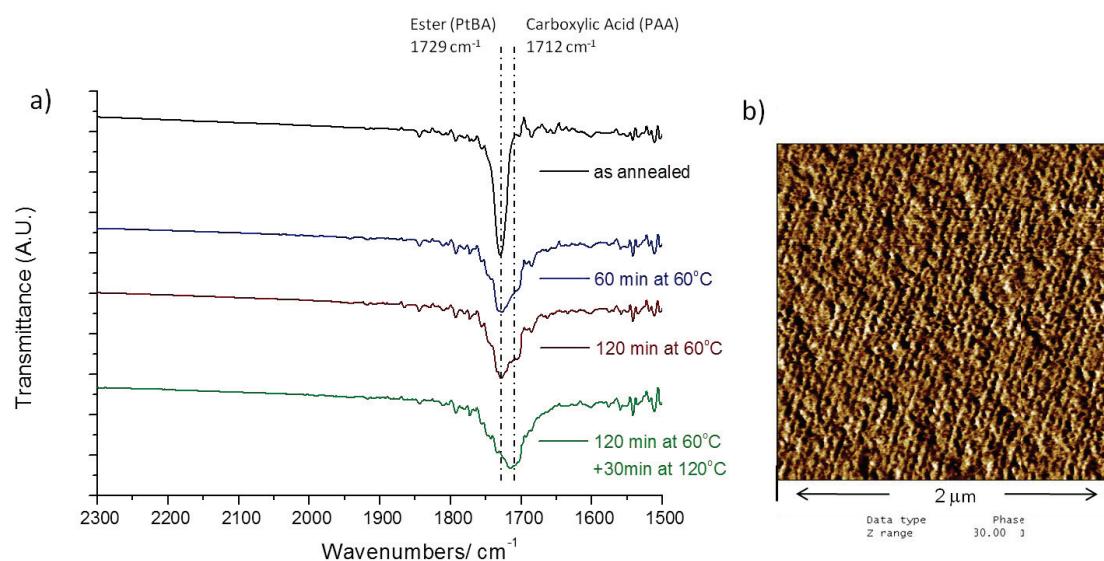 Ester (PtBA)
1729 cm⁻¹
Carboxylic Acid (PAA)
1712 cm⁻¹
a)
Transmittance (A.U.)
as annealed
60 min at 60°C
120 min at 60°C
120 min at 60°C
+30min at 120°C
2300 2200 2100 2000 1900 1800 1700 1600 1500
Wavenumbers/ cm⁻¹
b)
2 µm
Data type Phase
Z range 30.00